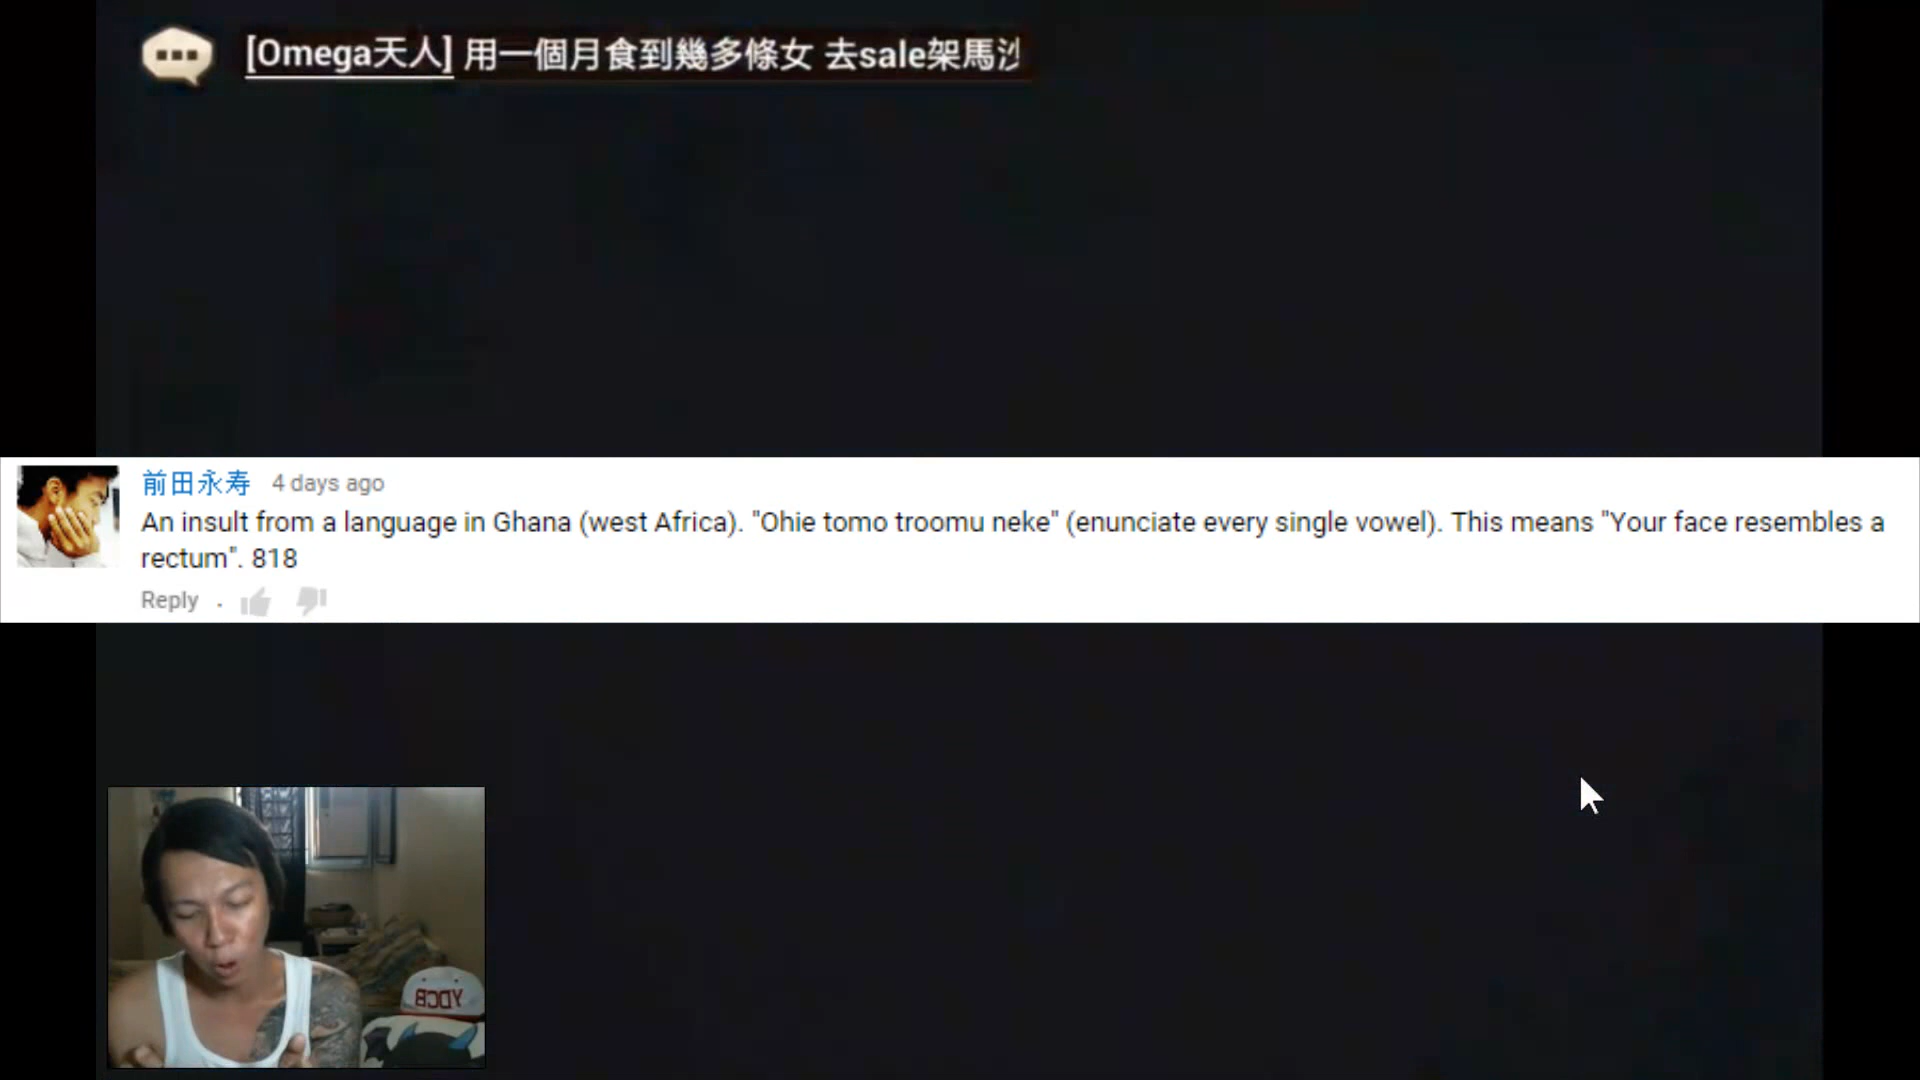 [Omega天人] 用一個月食到幾多條女 去sale架馬沙
前田永寿 4 days ago
An insult from a language in Ghana (west Africa). "Ohie tomo troomu neke" (enunciate every single vowel). This means "Your face resembles a
rectum". 818
Reply .
YDCB